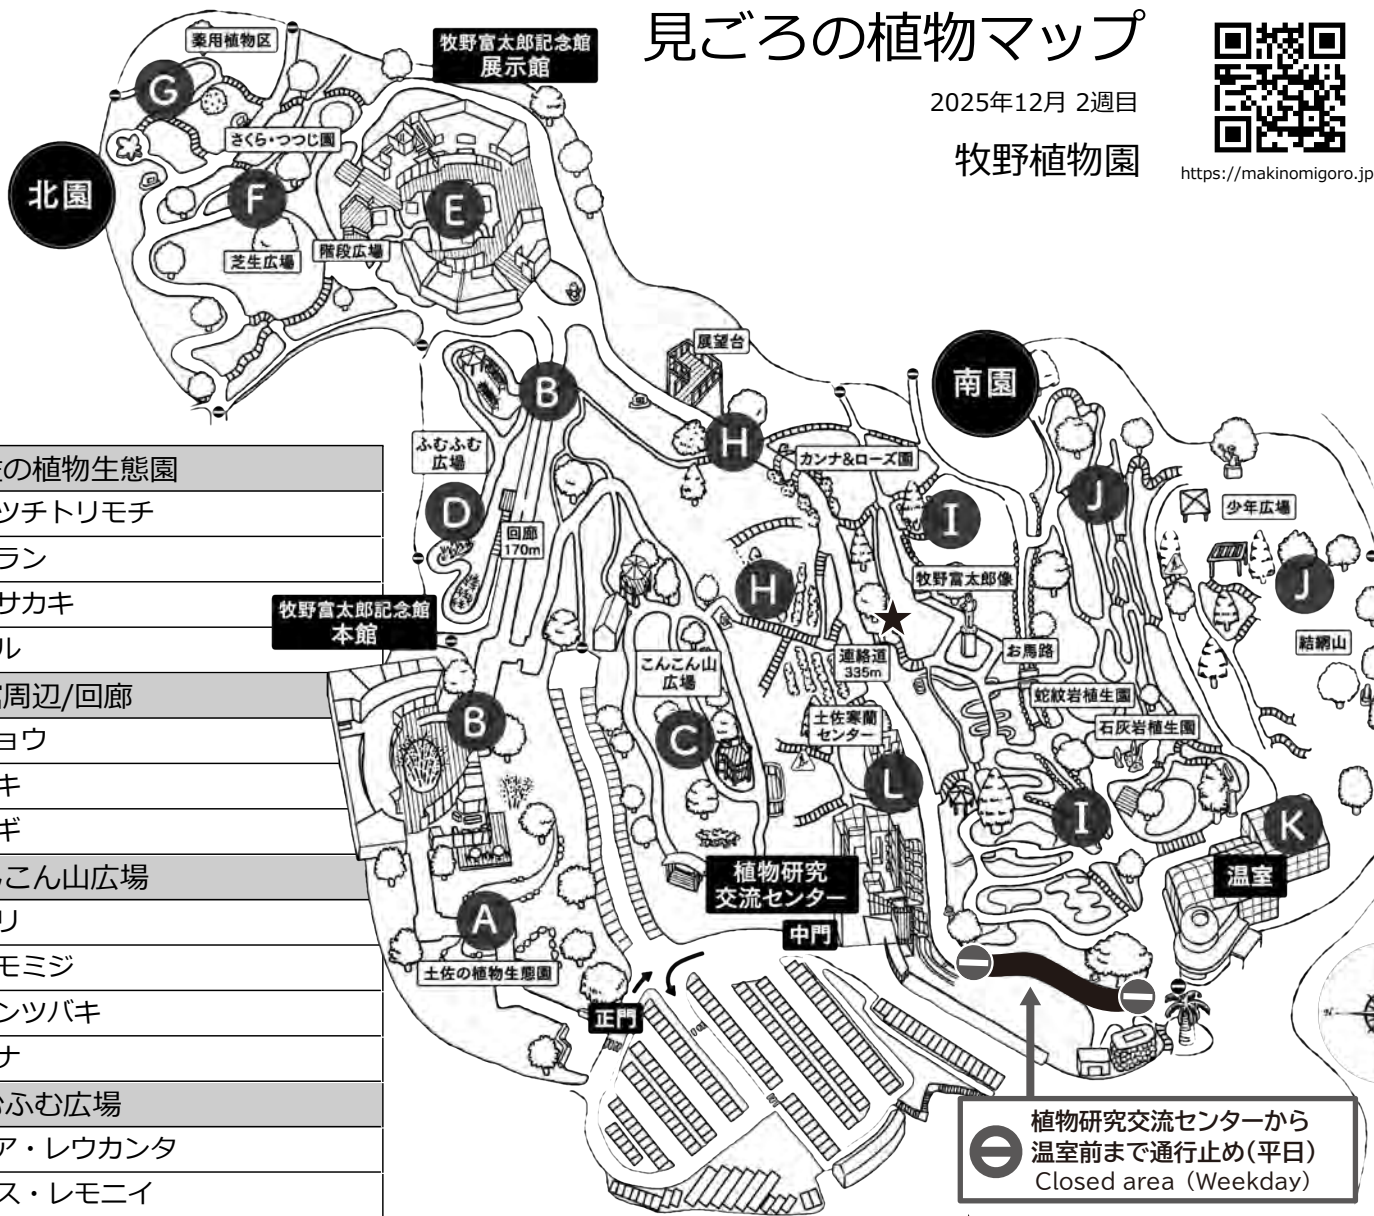 見ごろの植物マップ
2025年12月 2週目
牧野植物園
https://makinomigoro.jp
薬用植物区
牧野富太郎記念館
展示館
G
さくら・つつじ園
北園
F
E
芝生広場
階段広場
展望台
南園
B
ふむふむ
広場
H
カンナ&ローズ園
J
少年広場
D
回廊
170m
I
H
牧野富太郎像
J
牧野富太郎記念館
本館
★
連絡道
335m
お馬路
結網山
こんこん山
広場
蛇紋岩植生園
土佐寒蘭
センター
石灰岩植生園
B
C
L
I
K
植物研究
交流センター
温室
中門
A
土佐の植物生態園
正門
N
植物研究交流センターから
温室前まで通行止め(平日)
Closed area (Weekday)
の植物生態園
ツチトリモチ
ラン
サカキ
ル
周辺/回廊
ョウ
キ
ギ
こん山広場
リ
モミジ
ンツバキ
ナ
ふむ広場
ア・レウカンタ
ス・レモニイ